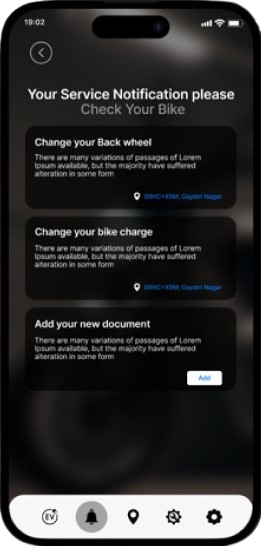 19:02
Your Service Notification please
Check Your Bike
Change your Back wheel
There are many variations of passages of Lorem
Ipsum available, but the majority have suffered
alteration in some form
Gayatri Nagar
Change your bike charge
There are many variations of passages of Lorem
Ipsum available, but the majority have suffered
alteration in some form
Gayatri Nagar
Add your new document
There are many variations of passages of Lorem
Ipsum available, but the majority have suffered
alteration in some form
Add
EV